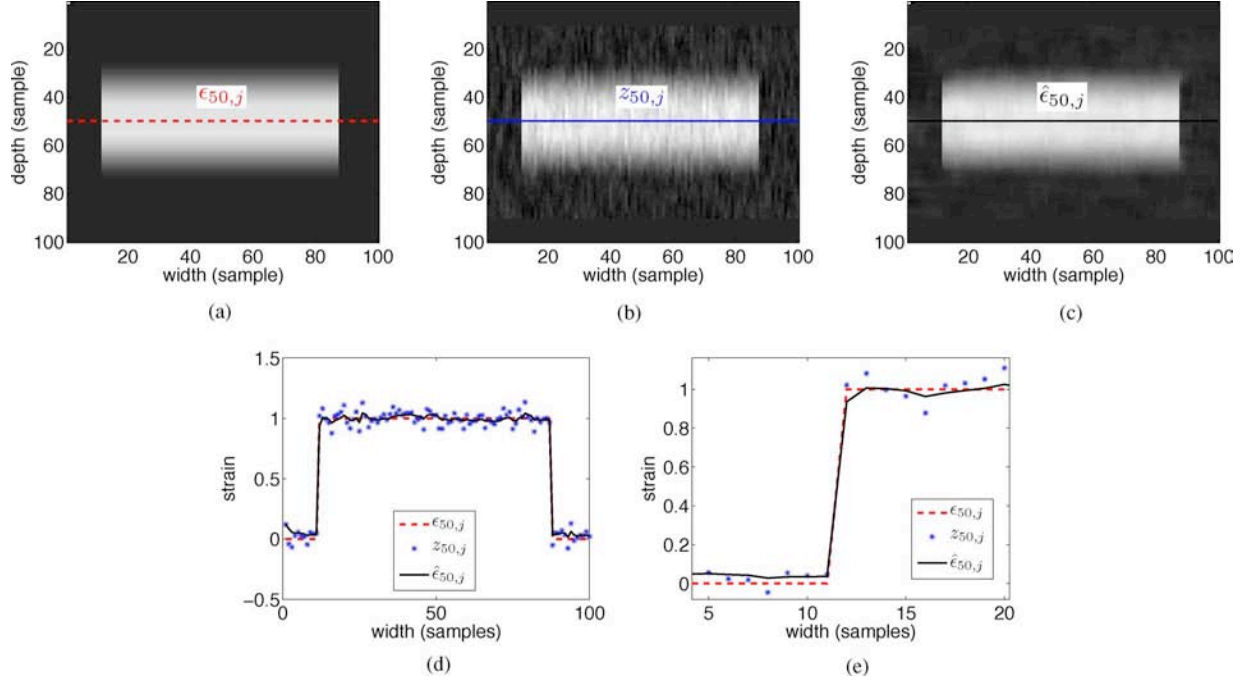 20
40
60
80
100
depth (sample)
20 40 60 80 100
width (sample)
ϵ50,j
(a)
20
40
60
80
100
depth (sample)
20 40 60 80 100
width (sample)
z50,j
(b)
20
40
60
80
100
depth (sample)
20 40 60 80 100
width (sample)
ϵ̂50,j
(c)
1.5
1
0.5
0
−0.5
strain
0 50 100
width (samples)
ϵ50,j
z50,j
ϵ̂50,j
(d)
1
0.8
0.6
0.4
0.2
0
strain
5 10 15 20
width (samples)
ϵ50,j
z50,j
ϵ̂50,j
(e)